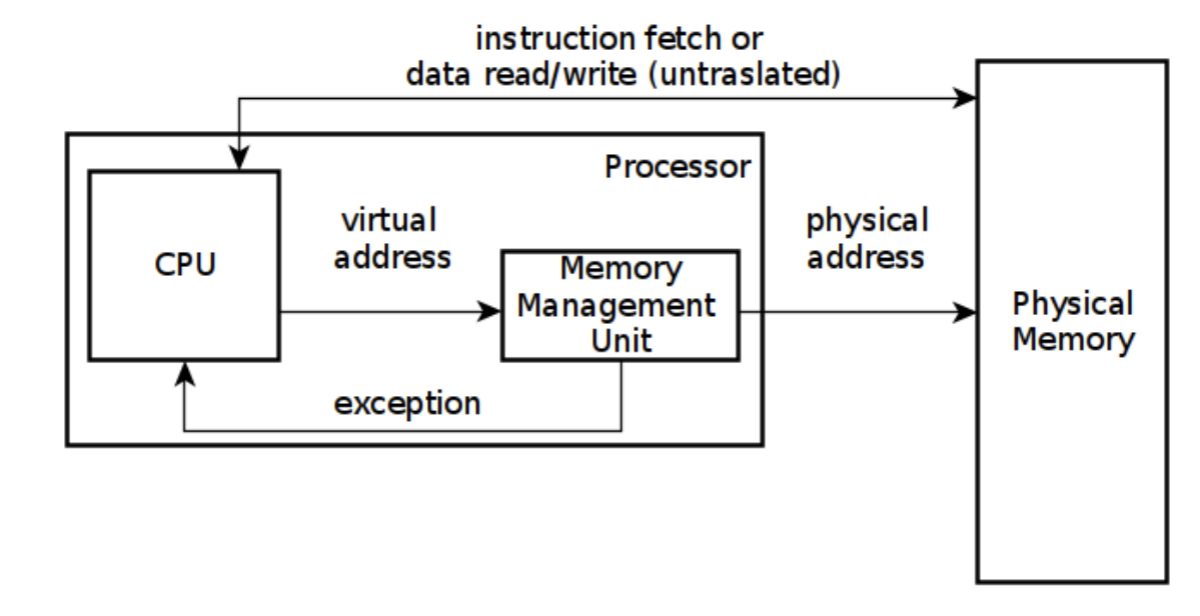 instruction fetch or
data read/write (untraslated)
Processor
virtual
address
physical
address
CPU
Memory
Management
Unit
Physical
Memory
exception